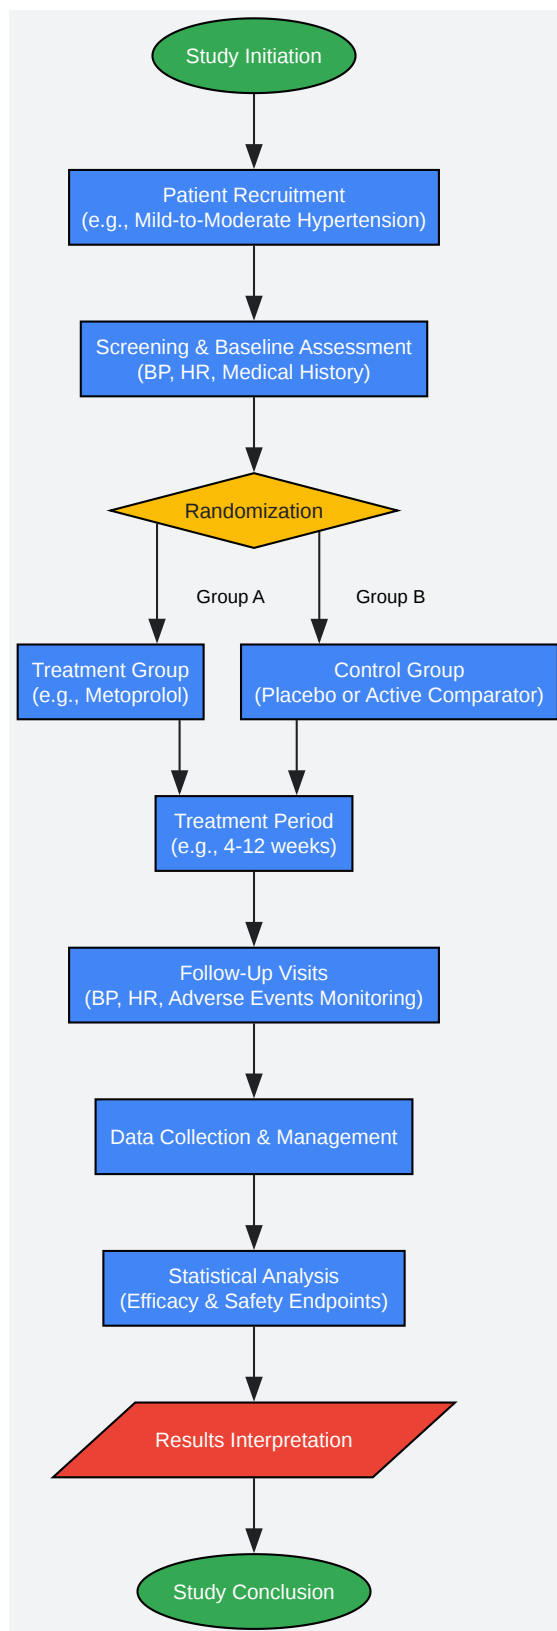 Study Initiation
Patient Recruitment
(e.g., Mild-to-Moderate Hypertension)
Screening & Baseline Assessment
(BP, HR, Medical History)
Randomization
Group A
Group B
Treatment Group
(e.g., Metoprolol)
Control Group
(Placebo or Active Comparator)
Treatment Period
(e.g., 4-12 weeks)
Follow-Up Visits
(BP, HR, Adverse Events Monitoring)
Data Collection & Management
Statistical Analysis
(Efficacy & Safety Endpoints)
Results Interpretation
Study Conclusion